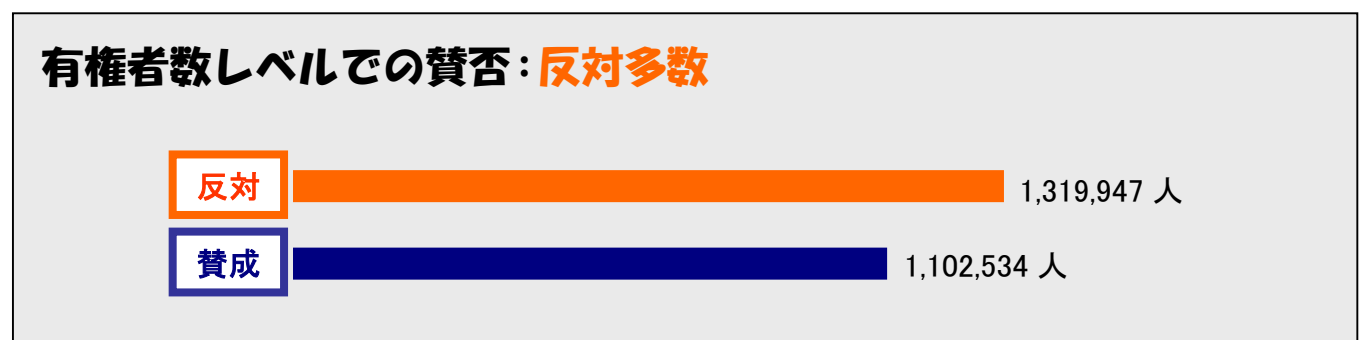 有権者数レベルでの賛否:反対多数
反対 1,319,947 人
賛成 1,102,534 人